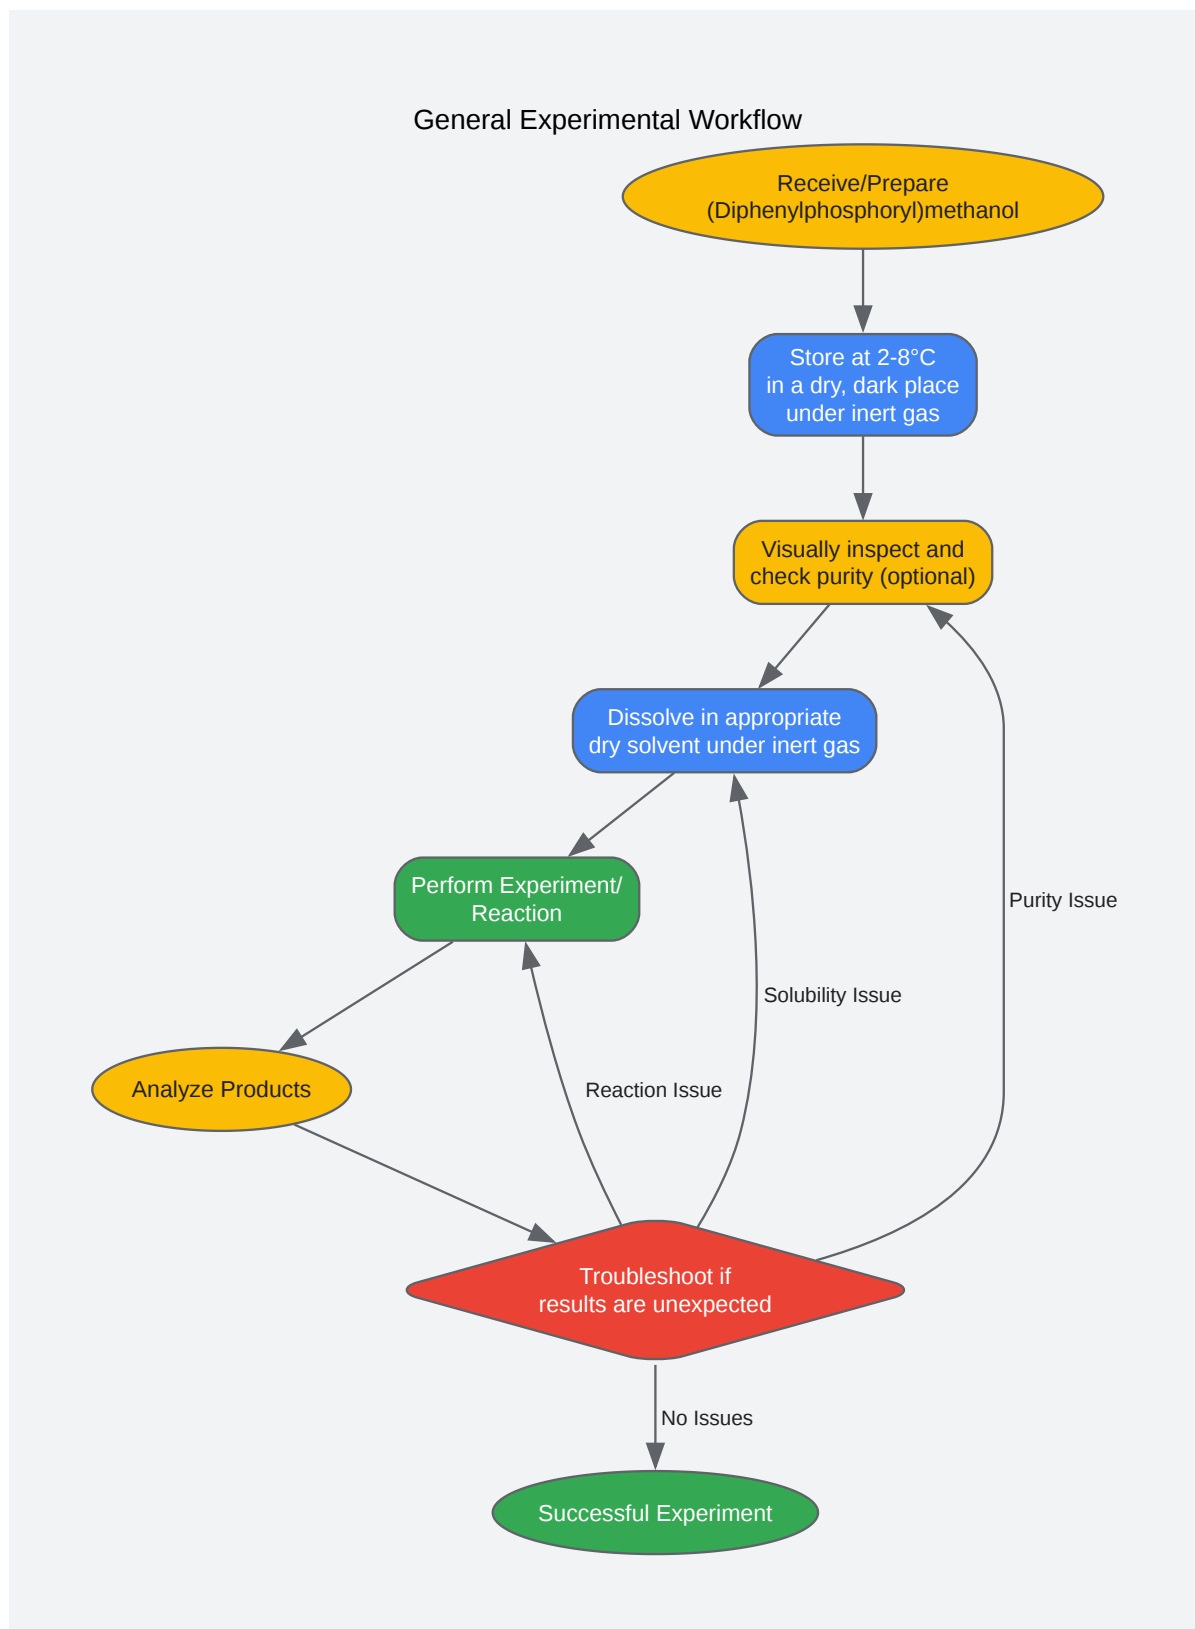 General Experimental Workflow
Receive/Prepare
(Diphenylphosphoryl)methanol
Store at 2-8°C
in a dry, dark place
under inert gas
Visually inspect and
check purity (optional)
Dissolve in appropriate
dry solvent under inert gas
Perform Experiment/
Reaction
Purity Issue
Solubility Issue
Analyze Products
Reaction Issue
Troubleshoot if
results are unexpected
No Issues
Successful Experiment